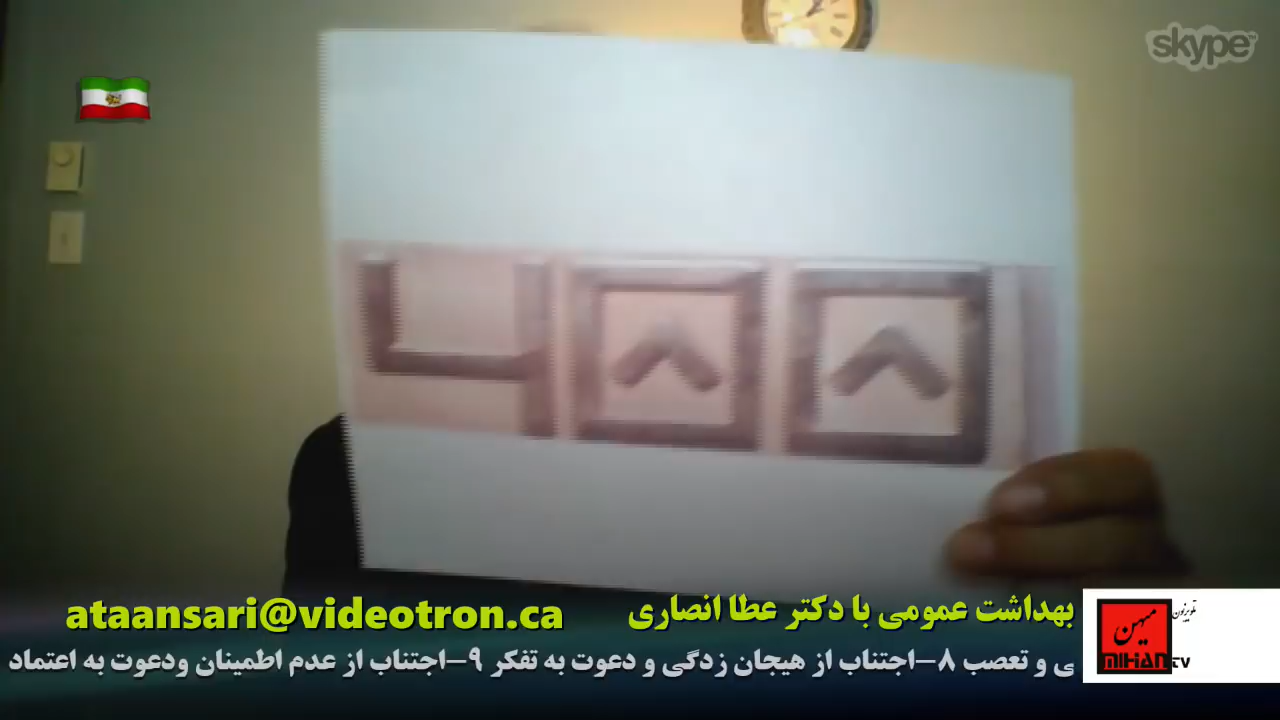 skype
ataansari@videotron.ca
بهداشت عمومی با دکتر عطا انصاری
ی و تعصب ۸-اجتناب از هیجان زدگی و دعوت به تفکر ۹-اجتناب از عدم اطمینان ودعوت به اعتماد
تلویزیون
میهن
MIHAN TV